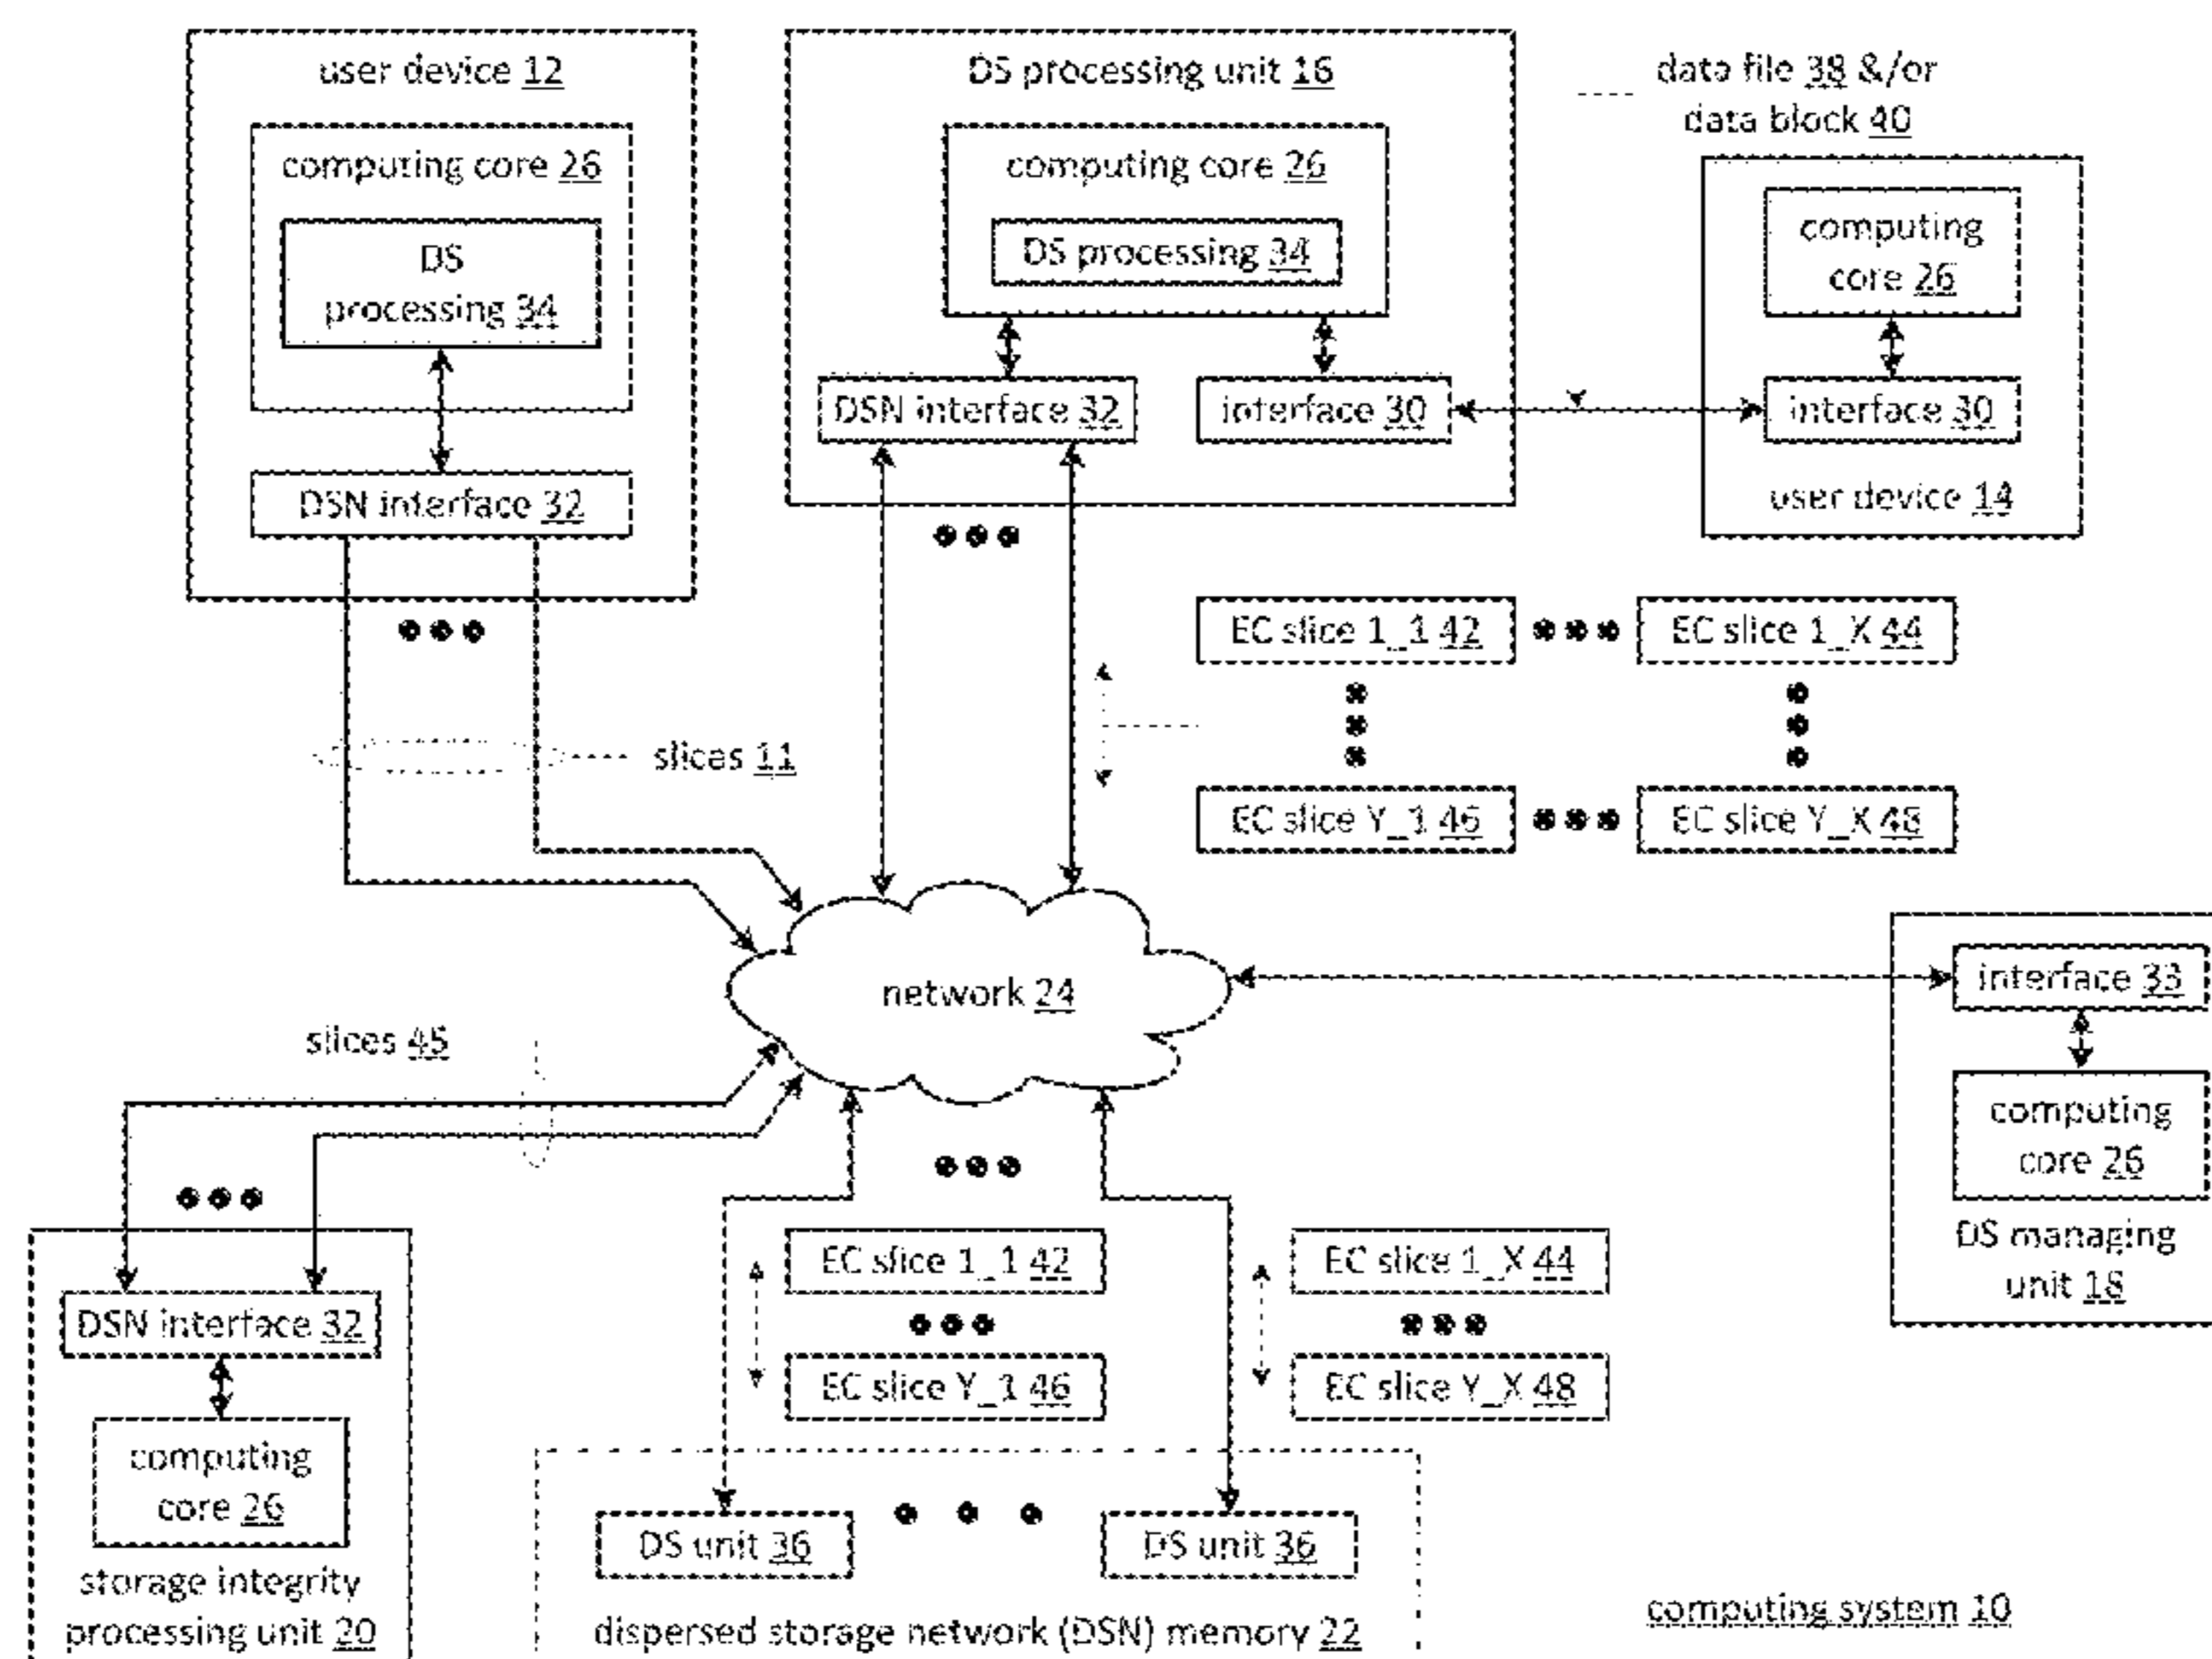 user device 12
computing core 26
DS
processing 34
DSN interface 32
DS processing unit 16
computing core 26
DS processing 34
DSN interface 32
interface 30
data file 38 &/or
data block 40
computing
core 26
interface 30
user device 14
slices 11
EC slice 1_1 42
EC slice 1_X 44
EC slice Y_1 46
EC slice Y_X 48
network 24
interface 33
computing
core 26
DS managing
unit 18
slices 45
DSN interface 32
computing
core 26
storage integrity
processing unit 20
EC slice 1_1 42
EC slice Y_1 46
EC slice 1_X 44
EC slice Y_X 48
DS unit 36
DS unit 36
dispersed storage network (DSN) memory 22
computing system 10